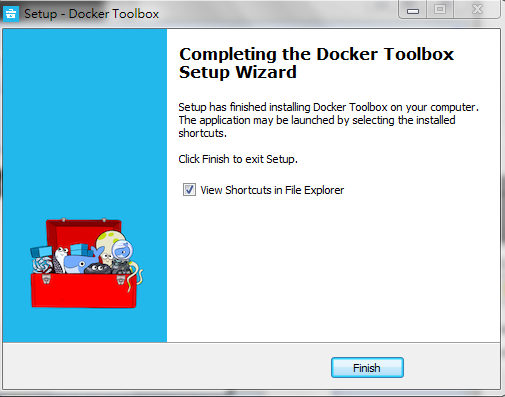 Setup - Docker Toolbox
Completing the Docker Toolbox
Setup Wizard
Setup has finished installing Docker Toolbox on your computer.
The application may be launched by selecting the installed
shortcuts.
Click Finish to exit Setup.
View Shortcuts in File Explorer
Finish